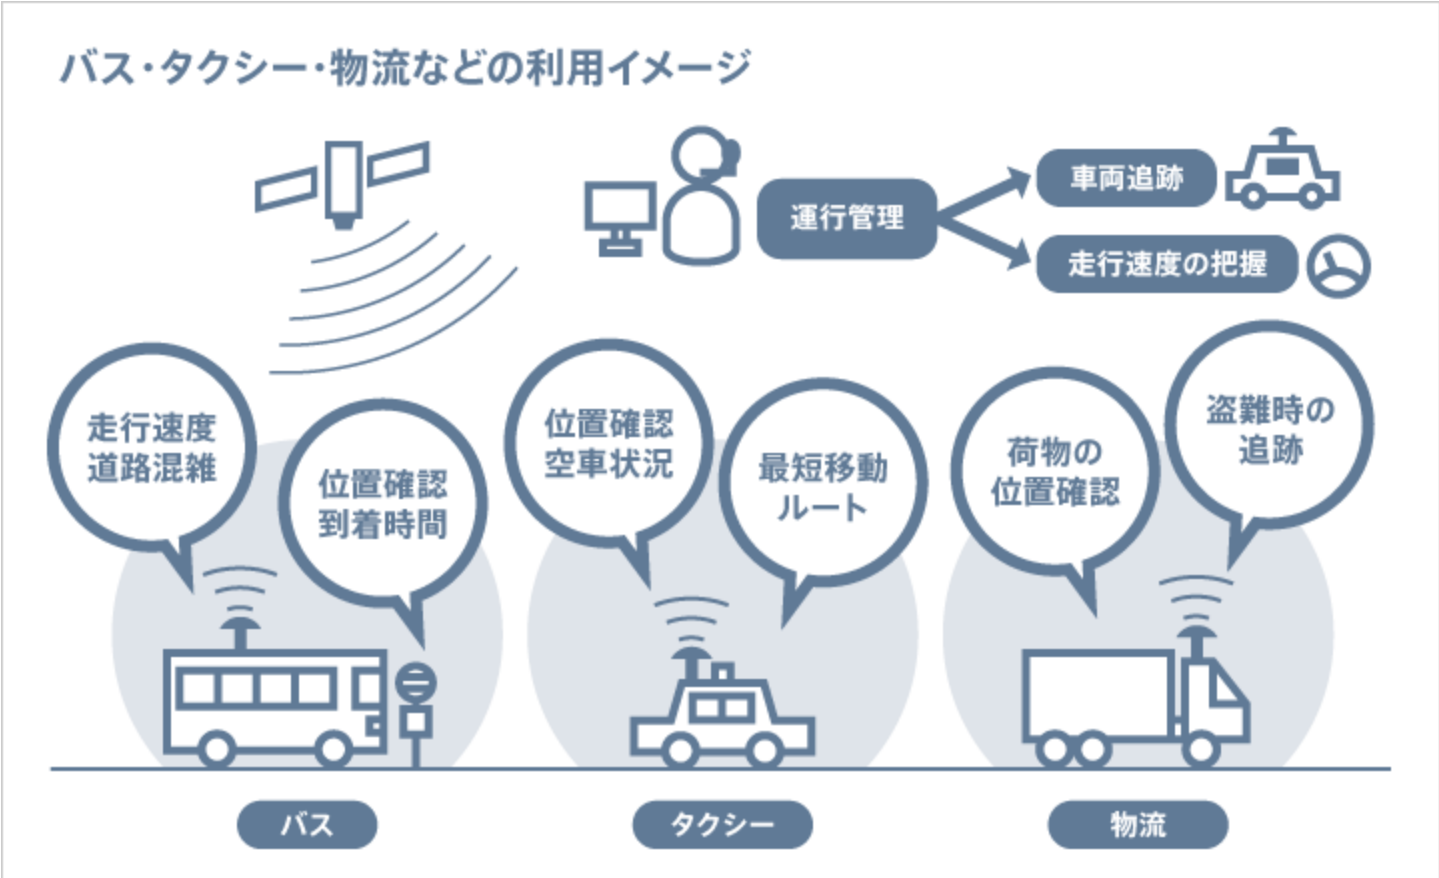 バス・タクシー・物流などの利用イメージ
運行管理
車両追跡
走行速度の把握
走行速度
道路混雑
位置確認
到着時間
位置確認
空車状況
最短移動
ルート
荷物の
位置確認
盗難時の
追跡
バス
タクシー
物流